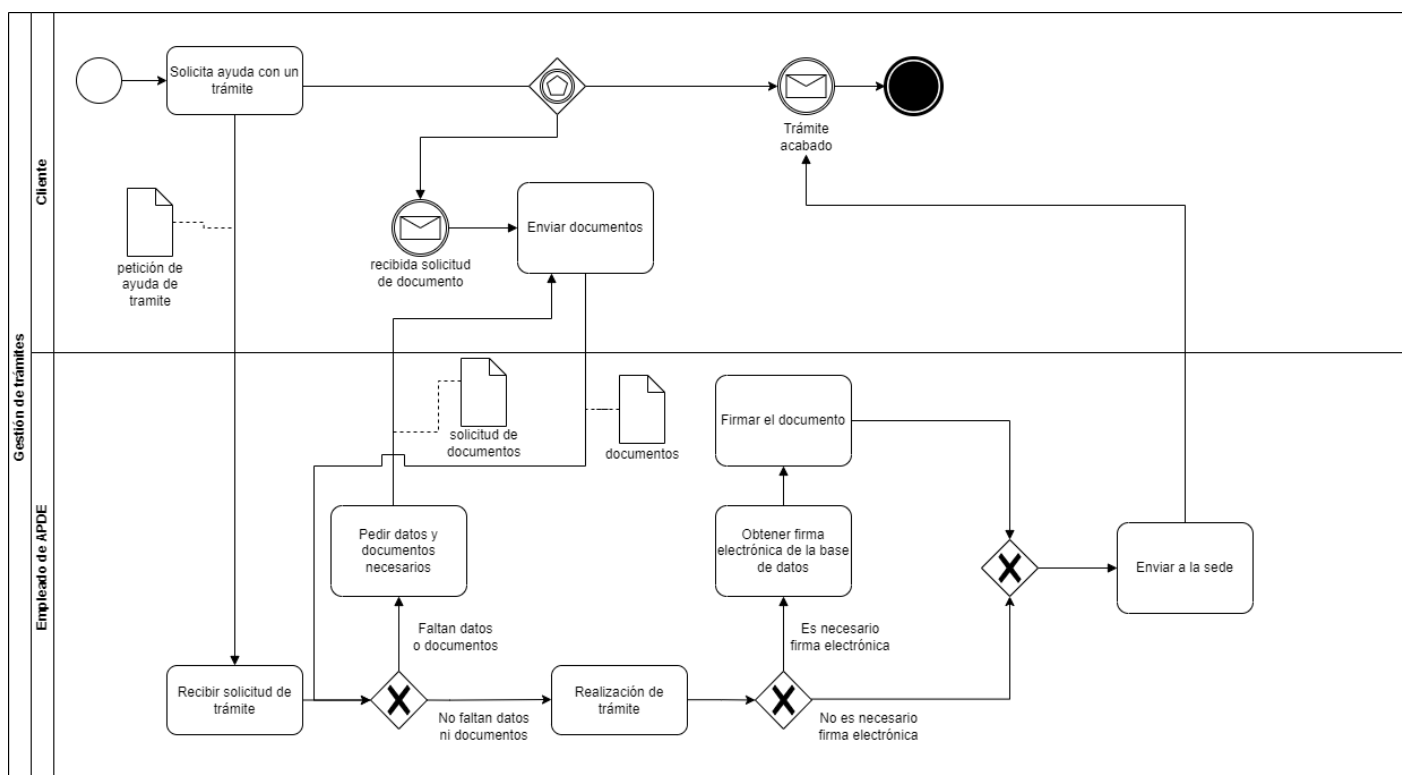 Gestión de trámites
Cliente
Solicita ayuda con un
trámite
Trámite
acabado
petición de
ayuda de
tramite
recibida solicitud
de documento
Enviar documentos
Empleado de APDE
solicitud de
documentos
documentos
Firmar el documento
Pedir datos y
documentos
necesarios
Obtener firma
electrónica de la base
de datos
Enviar a la sede
Faltan datos
o documentos
Es necesario
firma electrónica
Recibir solicitud de
trámite
No faltan datos
ni documentos
Realización de
trámite
No es necesario
firma electrónica